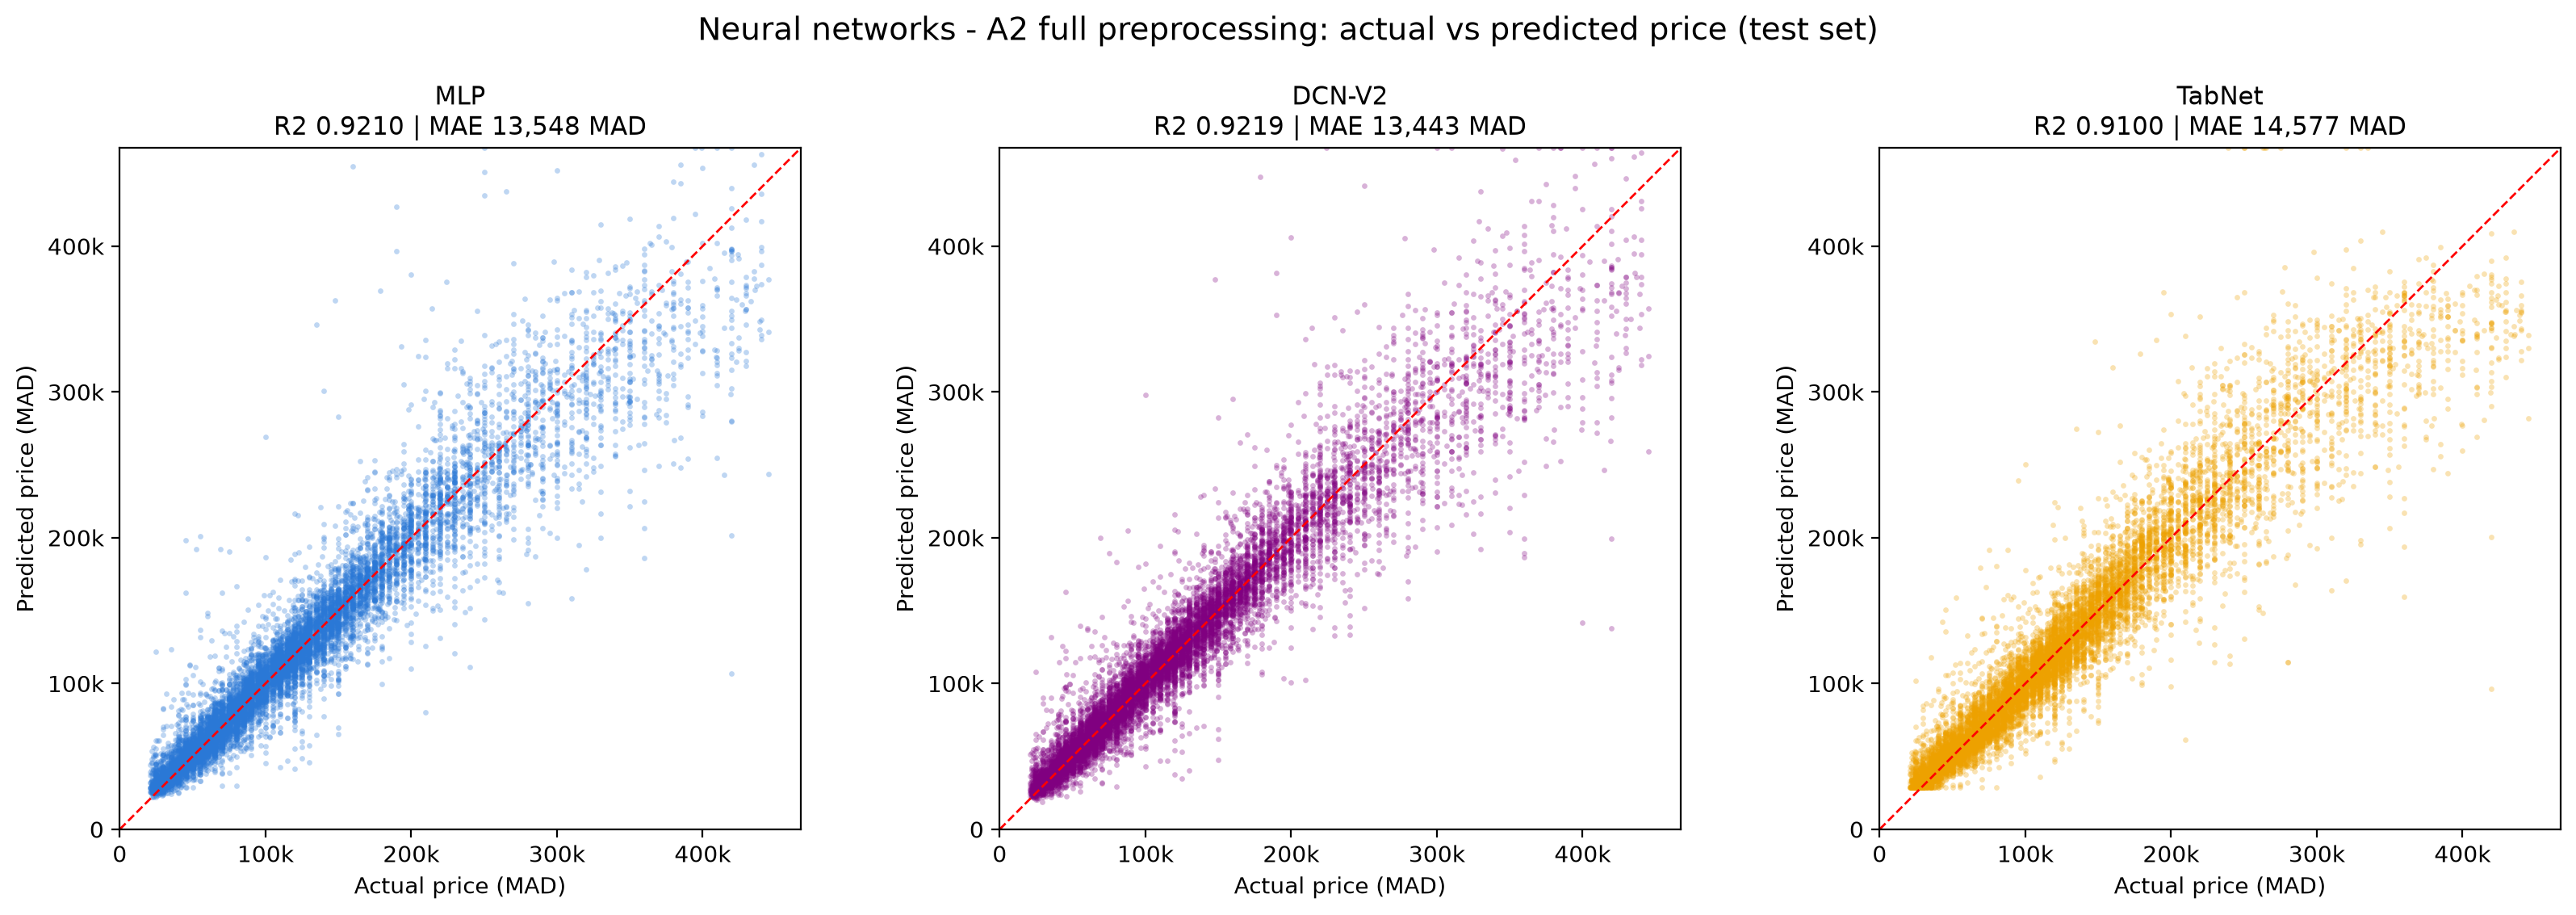 Neural networks - A2 full preprocessing: actual vs predicted price (test set)
MLP
R2 0.9210 | MAE 13,548 MAD
400k
300k
200k
100k
0
Predicted price (MAD)
0 100k 200k 300k 400k
Actual price (MAD)
DCN-V2
R2 0.9219 | MAE 13,443 MAD
400k
300k
200k
100k
0
Predicted price (MAD)
0 100k 200k 300k 400k
Actual price (MAD)
TabNet
R2 0.9100 | MAE 14,577 MAD
400k
300k
200k
100k
0
Predicted price (MAD)
0 100k 200k 300k 400k
Actual price (MAD)